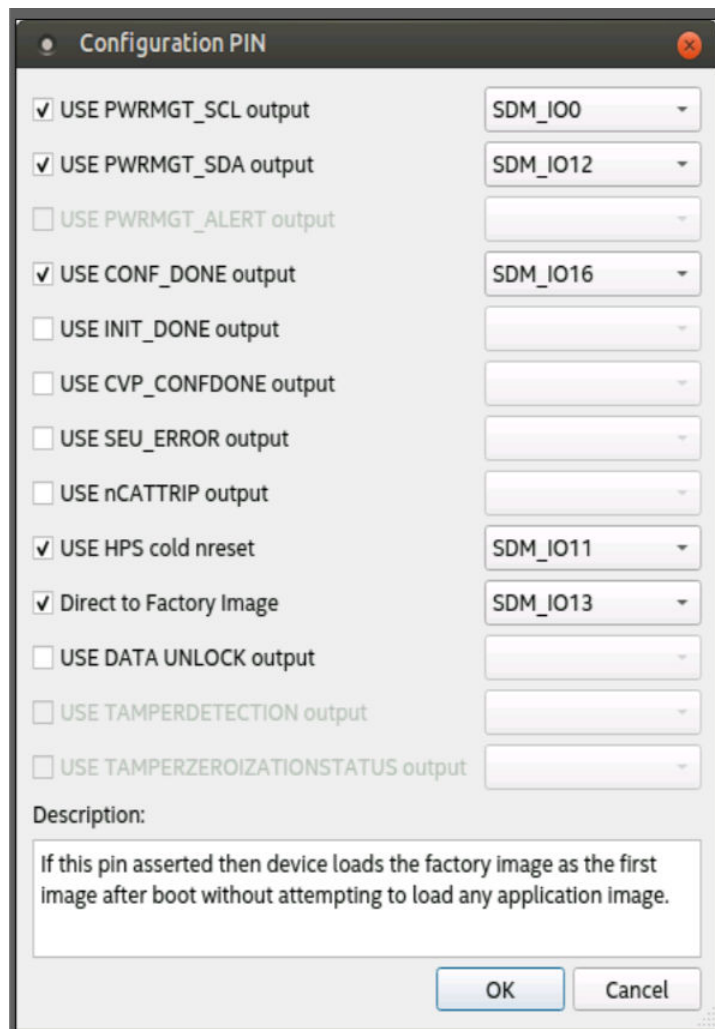 Configuration PIN
USE PWRMGT_SCL output SDM_IO0
USE PWRMGT_SDA output SDM_IO12
USE PWRMGT_ALERT output
USE CONF_DONE output SDM_IO16
USE INIT_DONE output
USE CVP_CONFDONE output
USE SEU_ERROR output
USE nCATTRIP output
USE HPS cold nreset SDM_IO11
Direct to Factory Image SDM_IO13
USE DATA UNLOCK output
USE TAMPERDETECTION output
USE TAMPERZEROIZATIONSTATUS output
Description:
If this pin asserted then device loads the factory image as the first
image after boot without attempting to load any application image.
OK Cancel